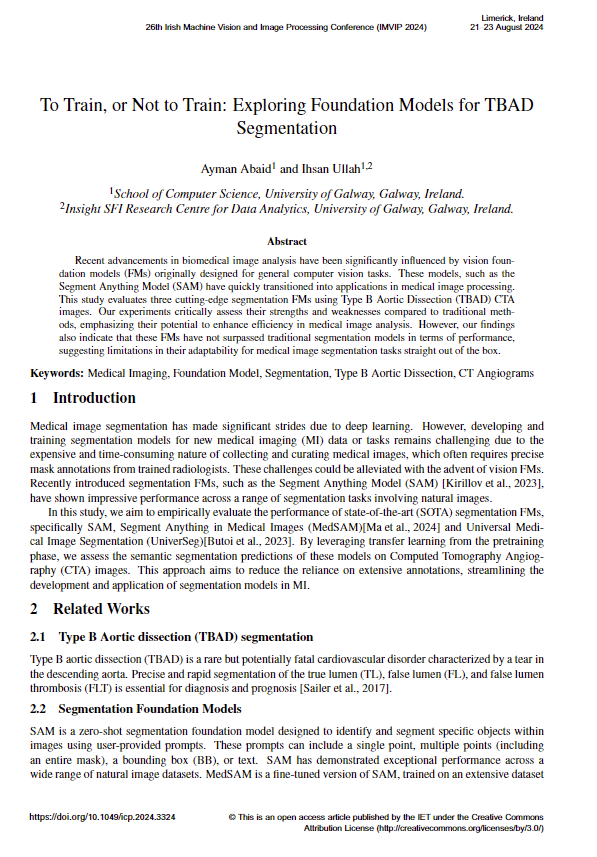 Limerick, Ireland
26th Irish Machine Vision and Image Processing Conference (IMVIP 2024) 21-23 August 2024
To Train, or Not to Train: Exploring Foundation Models for TBAD
Segmentation
Ayman Abaid1 and Ihsan Ullah1,2
1School of Computer Science, University of Galway, Galway, Ireland.
2Insight SFI Research Centre for Data Analytics, University of Galway, Galway, Ireland.
Abstract
Recent advancements in biomedical image analysis have been significantly influenced by vision foun-
dation models (FMs) originally designed for general computer vision tasks. These models, such as the
Segment Anything Model (SAM) have quickly transitioned into applications in medical image processing.
This study evaluates three cutting-edge segmentation FMs using Type B Aortic Dissection (TBAD) CTA
images. Our experiments critically assess their strengths and weaknesses compared to traditional meth-
ods, emphasizing their potential to enhance efficiency in medical image analysis. However, our findings
also indicate that these FMs have not surpassed traditional segmentation models in terms of performance,
suggesting limitations in their adaptability for medical image segmentation tasks straight out of the box.
Keywords: Medical Imaging, Foundation Model, Segmentation, Type B Aortic Dissection, CT Angiograms
1 Introduction
Medical image segmentation has made significant strides due to deep learning. However, developing and
training segmentation models for new medical imaging (MI) data or tasks remains challenging due to the
expensive and time-consuming nature of collecting and curating medical images, which often requires precise
mask annotations from trained radiologists. These challenges could be alleviated with the advent of vision FMs.
Recently introduced segmentation FMs, such as the Segment Anything Model (SAM) [Kirillov et al., 2023],
have shown impressive performance across a range of segmentation tasks involving natural images.
In this study, we aim to empirically evaluate the performance of state-of-the-art (SOTA) segmentation FMs,
specifically SAM, Segment Anything in Medical Images (MedSAM)[Ma et al., 2024] and Universal Medi-
cal Image Segmentation (UniverSeg)[Butoi et al., 2023]. By leveraging transfer learning from the pretraining
phase, we assess the semantic segmentation predictions of these models on Computed Tomography Angiog-
raphy (CTA) images. This approach aims to reduce the reliance on extensive annotations, streamlining the
development and application of segmentation models in MI.
2 Related Works
2.1 Type B Aortic dissection (TBAD) segmentation
Type B aortic dissection (TBAD) is a rare but potentially fatal cardiovascular disorder characterized by a tear in
the descending aorta. Precise and rapid segmentation of the true lumen (TL), false lumen (FL), and false lumen
thrombosis (FLT) is essential for diagnosis and prognosis [Sailer et al., 2017].
2.2 Segmentation Foundation Models
SAM is a zero-shot segmentation foundation model designed to identify and segment specific objects within
images using user-provided prompts. These prompts can include a single point, multiple points (including
an entire mask), a bounding box (BB), or text. SAM has demonstrated exceptional performance across a
wide range of natural image datasets. MedSAM is a fine-tuned version of SAM, trained on an extensive dataset
https://doi.org/10.1049/icp.2024.3324 © This is an open access article published by the IET under the Creative Commons
Attribution License (http://creativecommons.org/licenses/by/3.0/)